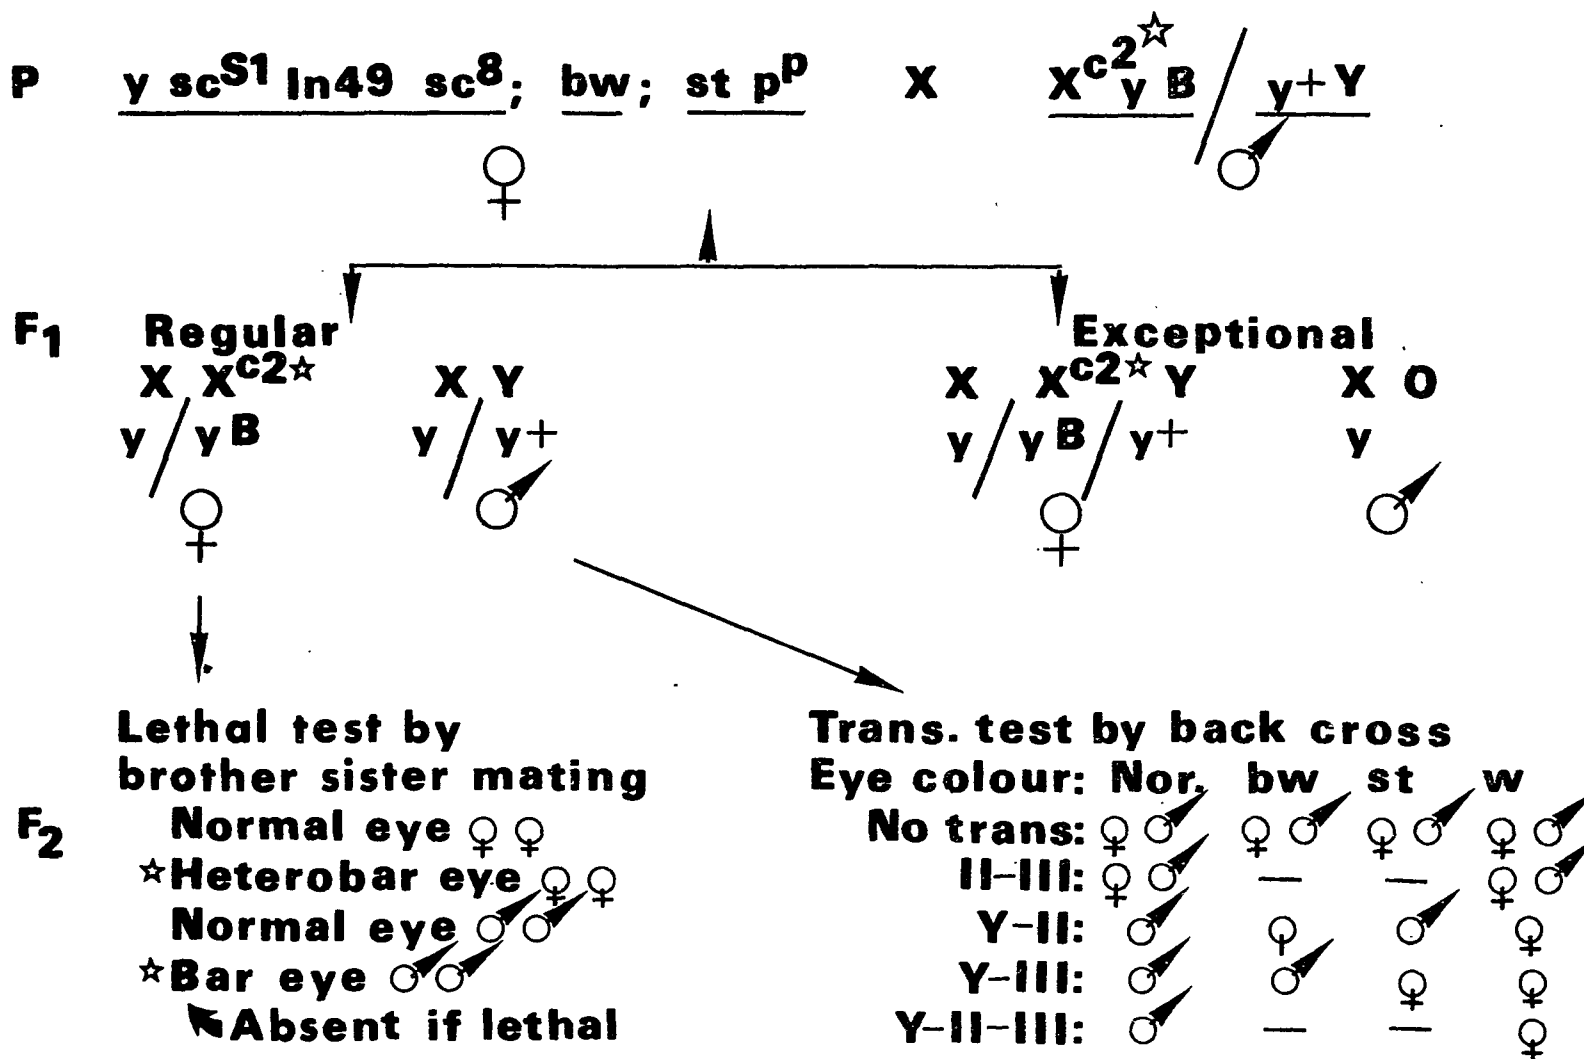 P y sc^S1 In49 sc^8; bw; st p^p X X^c2☆ y B / y+Y
♀ ♂
F1 Regular Exceptional
X X^c2☆ X Y X X^c2☆ Y X O
y / y B y / y+ y / y B / y+ y
♀ ♂ ♀ ♂
Lethal test by
brother sister mating
F2 Normal eye ♀ ♀
☆Heterobar eye ♀ ♀
Normal eye ♂ ♂
☆Bar eye ♂ ♂
Absent if lethal
Trans. test by back cross
Eye colour: Nor. bw st w
No trans: ♀ ♂ ♀ ♂ ♀ ♂ ♀ ♂
II-III: ♀ ♂ — — ♀ ♂
Y-II: ♂ ♀ ♂ ♀
Y-III: ♂ ♂ ♀ ♀
Y-II-III: ♂ — — ♀